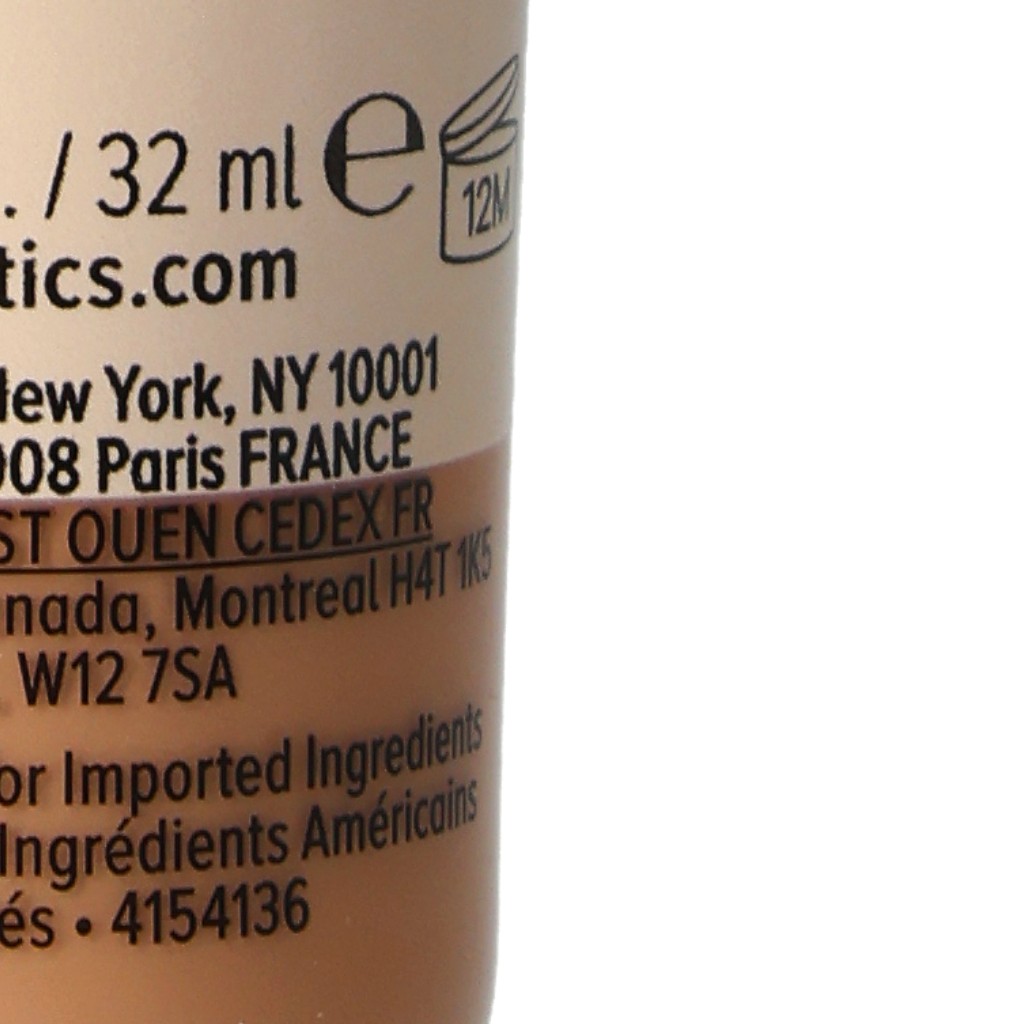 . / 32 ml e 12M
tics.com
New York, NY 10001
008 Paris FRANCE
ST OUEN CEDEX FR
nada, Montreal H4T 1K5
W12 7SA
or Imported Ingredients
Ingrédients Américains
és • 4154136